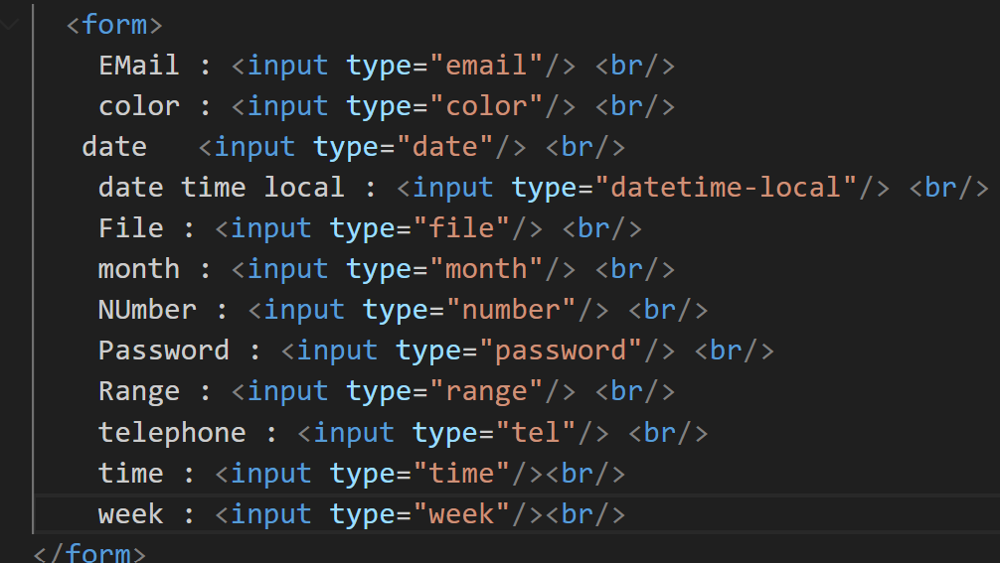 <form>
EMail : <input type="email"/> <br/>
color : <input type="color"/> <br/>
date   <input type="date"/> <br/>
date time local : <input type="datetime-local"/> <br/>
File : <input type="file"/> <br/>
month : <input type="month"/> <br/>
NUmber : <input type="number"/> <br/>
Password : <input type="password"/> <br/>
Range : <input type="range"/> <br/>
telephone : <input type="tel"/> <br/>
time : <input type="time"/><br/>
week : <input type="week"/><br/>
</form>